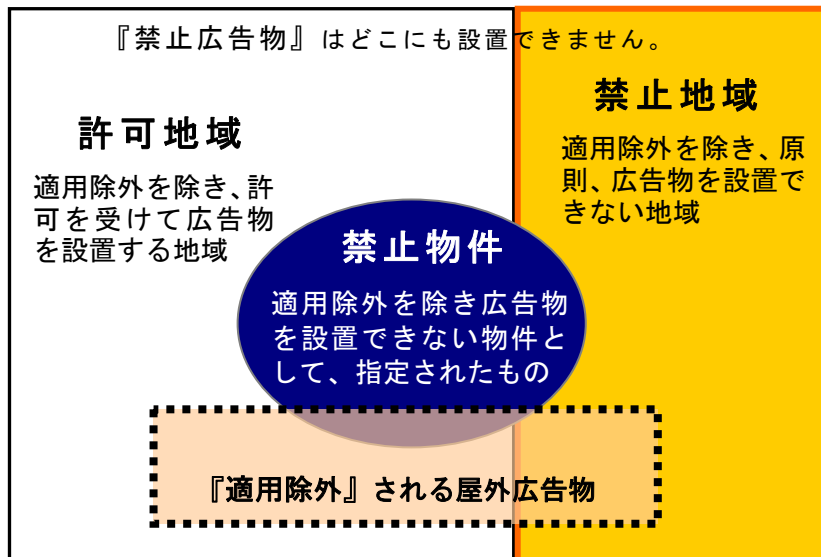 『禁止広告物』はどこにも設置できません。
許可地域
適用除外を除き、許
可を受けて広告物
を設置する地域
禁止地域
適用除外を除き、原
則、広告物を設置で
きない地域
禁止物件
適用除外を除き広告物
を設置できない物件と
して、指定されたもの
『適用除外』される屋外広告物